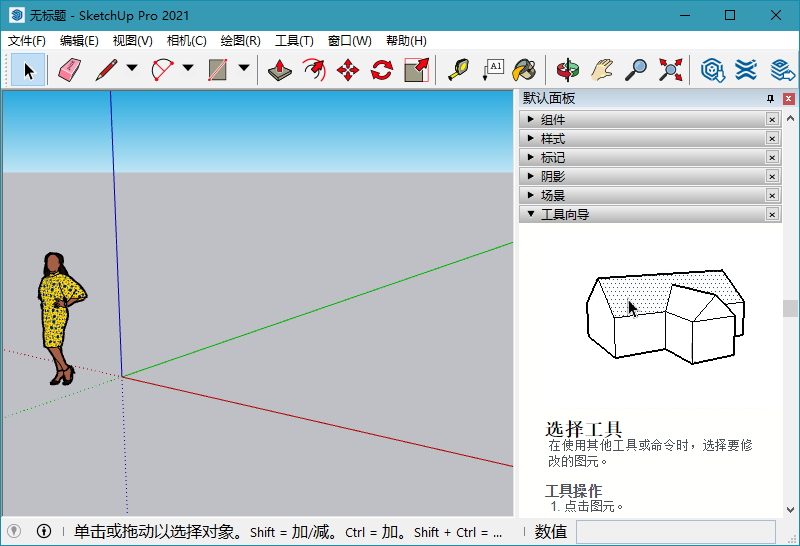 无标题 - SketchUp Pro 2021
文件(F) 编辑(E) 视图(V) 相机(C) 绘图(R) 工具(T) 窗口(W) 帮助(H)
A1
默认面板
组件
样式
标记
阴影
场景
工具向导
选择工具
在使用其他工具或命令时，选择要修
改的图元。
工具操作
1. 点击图元。
单击或拖动以选择对象。Shift = 加/减。Ctrl = 加。Shift + Ctrl = ... 数值